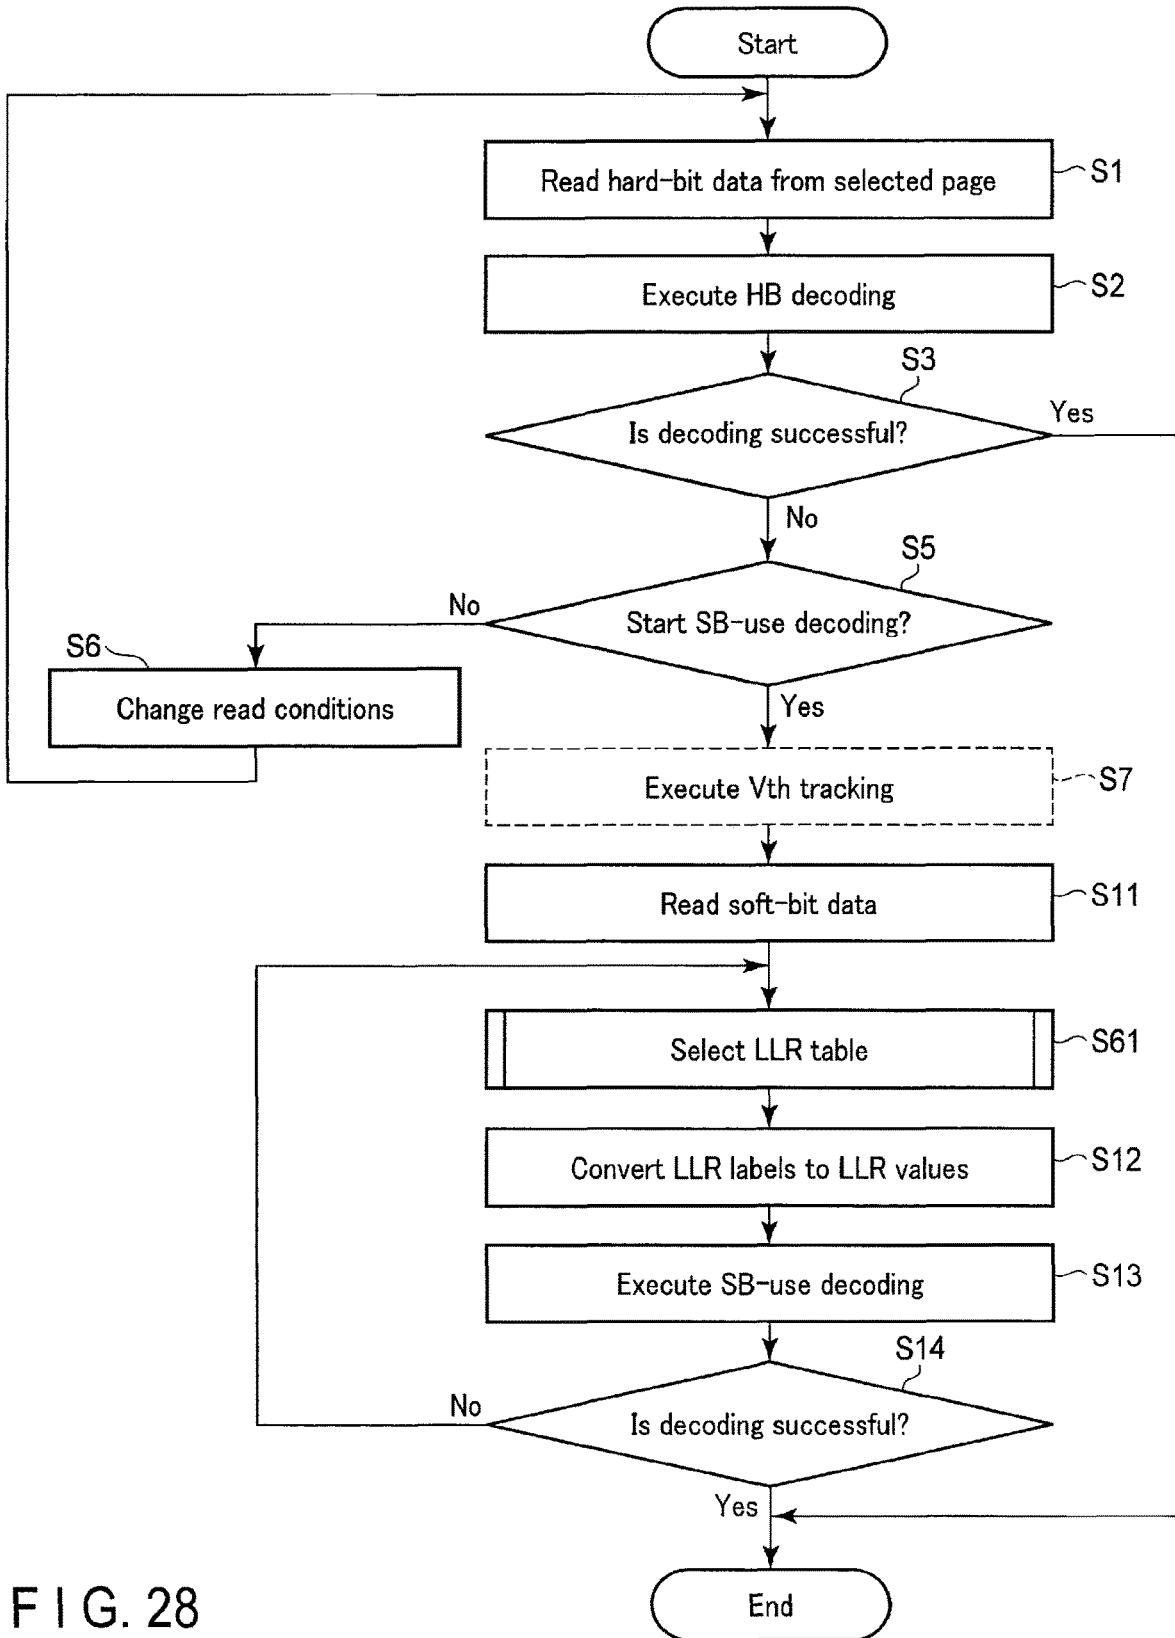 Start
Read hard-bit data from selected page
S1
Execute HB decoding
S2
S3
Is decoding successful?
Yes
No
S5
Start SB-use decoding?
No
S6
Change read conditions
Yes
Execute Vth tracking
S7
Read soft-bit data
S11
Select LLR table
S61
Convert LLR labels to LLR values
S12
Execute SB-use decoding
S13
S14
Is decoding successful?
No
Yes
End
FIG. 28